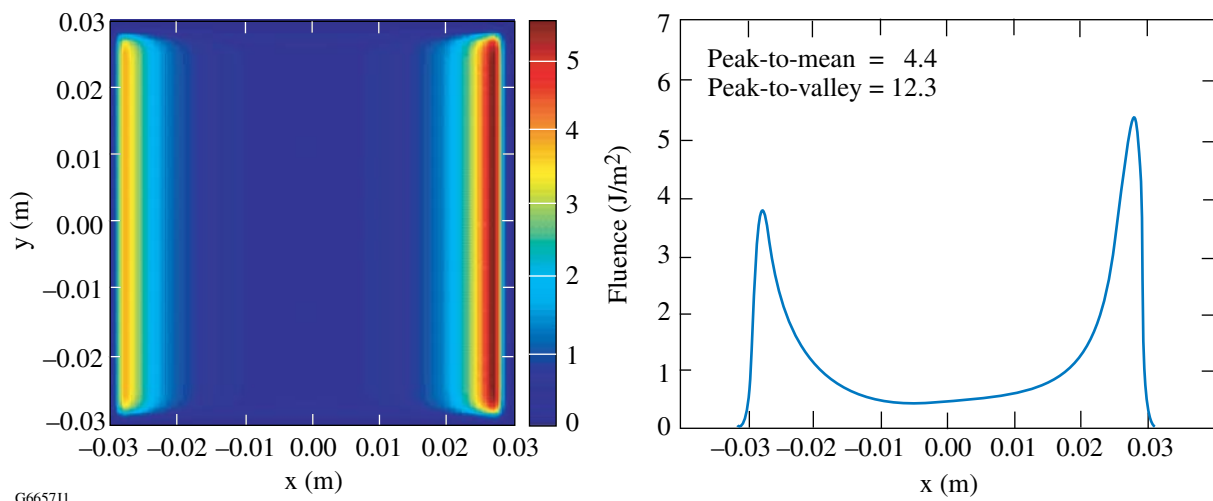 0.03
0.02
0.01
0.00
–0.01
–0.02
–0.03
y (m)
–0.03 –0.02 –0.01 0.00 0.01 0.02 0.03
x (m)
5
4
3
2
1
0
7
6
5
4
3
2
1
0
Fluence (J/m²)
Peak-to-mean = 4.4
Peak-to-valley = 12.3
–0.03 –0.02 –0.01 0.00 0.01 0.02 0.03
x (m)
G6657J1